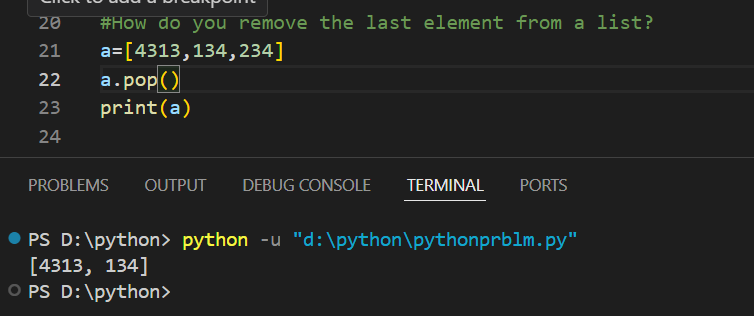 Click to add a breakpoint
20 #How do you remove the last element from a list?
21 a=[4313,134,234]
22 a.pop()
23 print(a)
24
PROBLEMS OUTPUT DEBUG CONSOLE TERMINAL PORTS
PS D:\python> python -u "d:\python\pythonprblm.py"
[4313, 134]
PS D:\python>